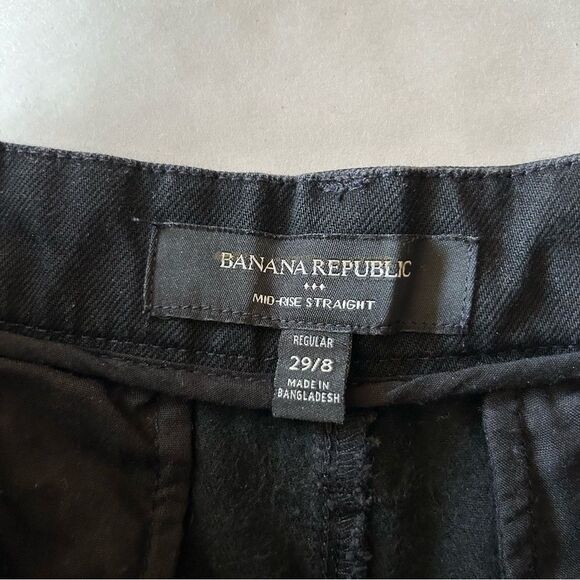 BANANA REPUBLIC
MID-RISE STRAIGHT
REGULAR
29/8
MADE IN
BANGLADESH